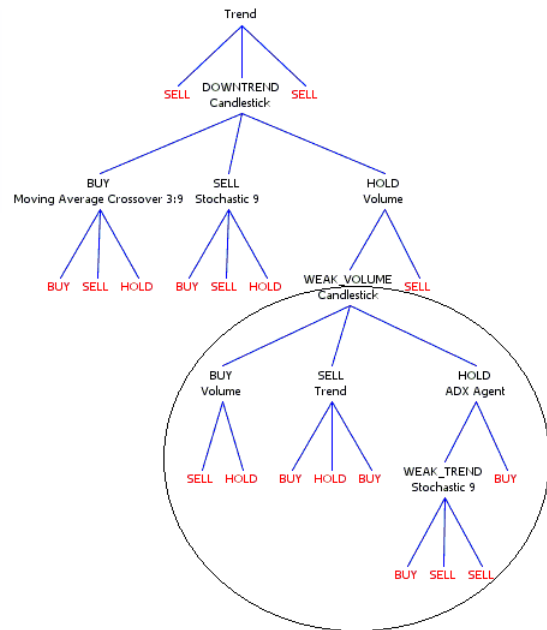 Trend
SELL
DOWNTREND
Candlestick
SELL
BUY
Moving Average Crossover 3:9
SELL
Stochastic 9
HOLD
Volume
BUY SELL HOLD
BUY SELL HOLD
WEAK_VOLUME
Candlestick
SELL
BUY
Volume
SELL
Trend
HOLD
ADX Agent
SELL HOLD
BUY HOLD BUY
WEAK_TREND
Stochastic 9
BUY
BUY SELL SELL